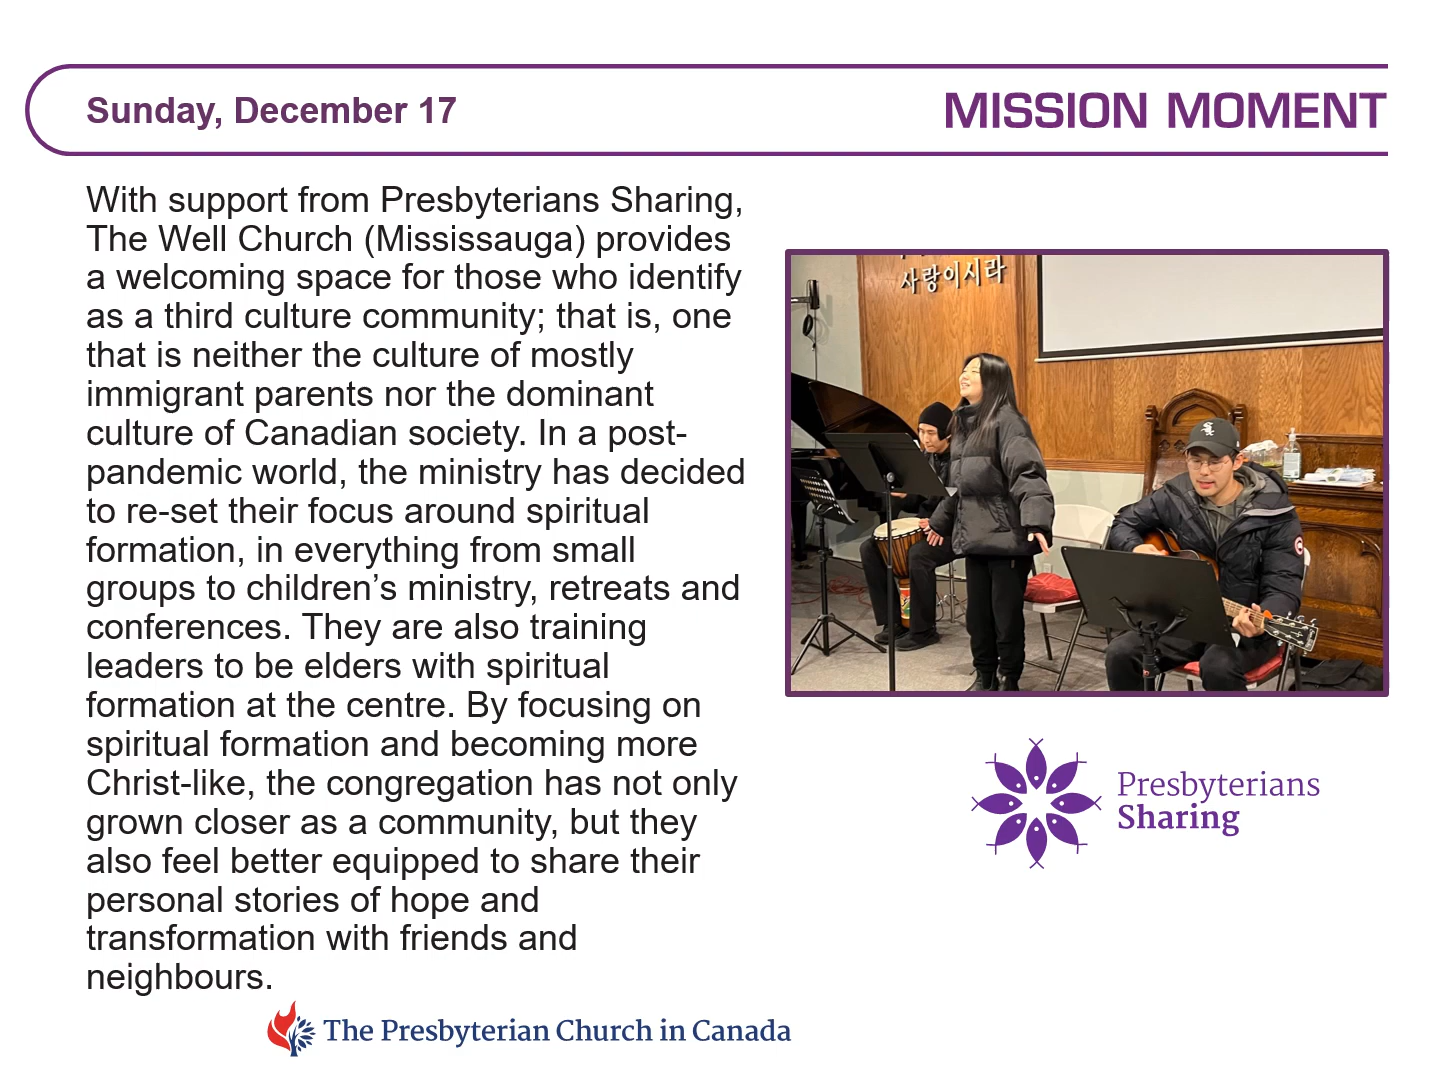 Sunday, December 17
MISSION MOMENT
With support from Presbyterians Sharing,
The Well Church (Mississauga) provides
a welcoming space for those who identify
as a third culture community; that is, one
that is neither the culture of mostly
immigrant parents nor the dominant
culture of Canadian society. In a post-
pandemic world, the ministry has decided
to re-set their focus around spiritual
formation, in everything from small
groups to children’s ministry, retreats and
conferences. They are also training
leaders to be elders with spiritual
formation at the centre. By focusing on
spiritual formation and becoming more
Christ-like, the congregation has not only
grown closer as a community, but they
also feel better equipped to share their
personal stories of hope and
transformation with friends and
neighbours.
사랑이시라
Presbyterians
Sharing
The Presbyterian Church in Canada